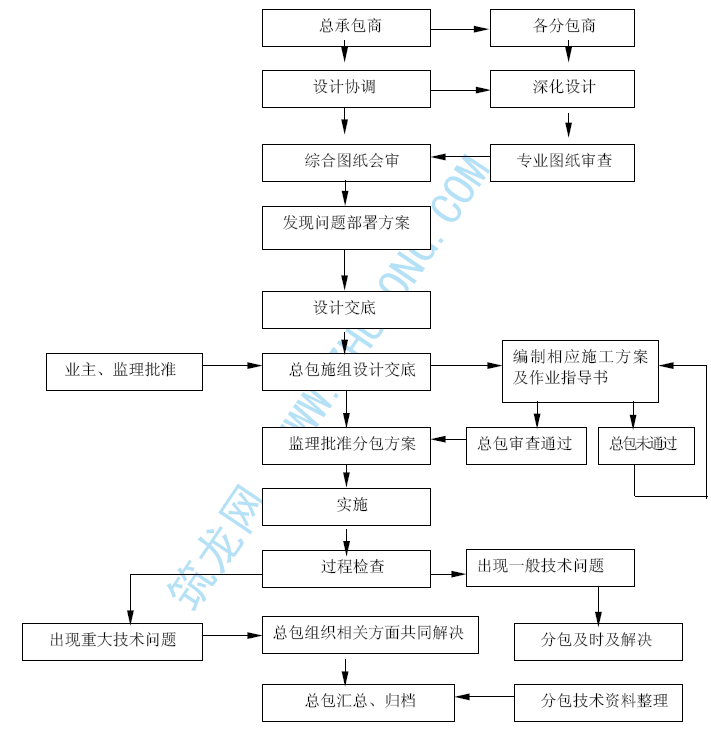 总承包商
各分包商
设计协调
深化设计
综合图纸会审
专业图纸审查
发现问题部署方案
设计交底
业主、监理批准
总包施组设计交底
编制相应施工方案
及作业指导书
监理批准分包方案
总包审查通过
总包未通过
实施
过程检查
出现一般技术问题
出现重大技术问题
总包组织相关方面共同解决
分包及时及解决
总包汇总、归档
分包技术资料整理
筑龙网 WWW.ZHULONG.COM